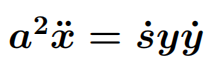 a²ẍ = ṡyẏ